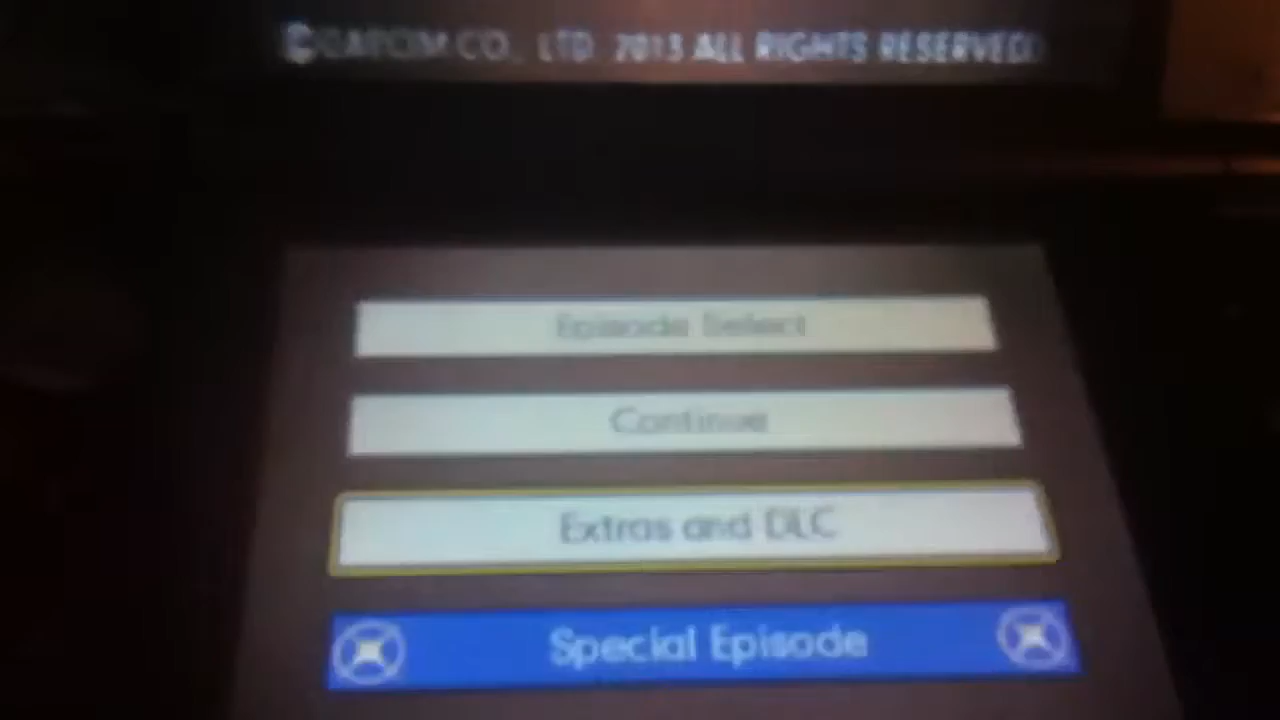 © CAPCOM CO., LTD. 2013 ALL RIGHTS RESERVED.
Episode Select
Continue
Extras and DLC
Special Episode